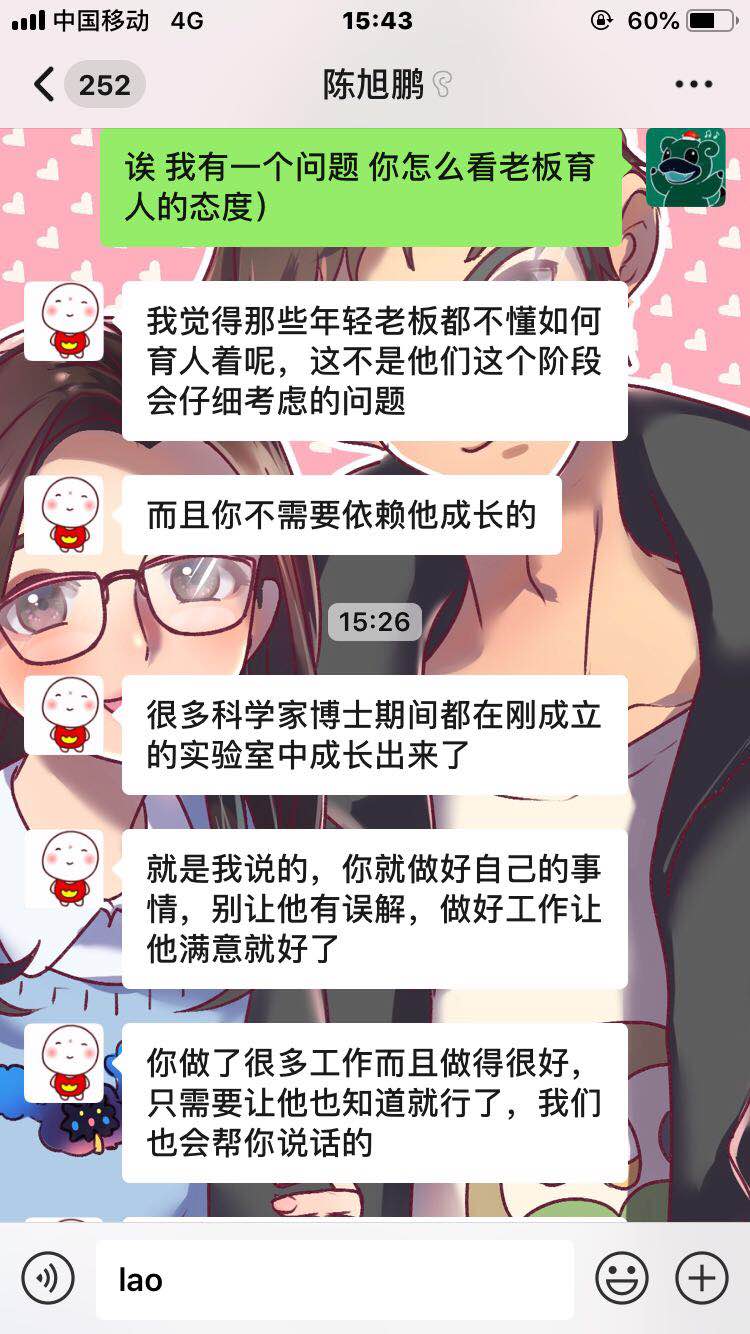 中国移动 4G 15:43 60%
252 陈旭鹏
诶 我有一个问题 你怎么看老板育
人的态度）
我觉得那些年轻老板都不懂如何
育人着呢，这不是他们这个阶段
会仔细考虑的问题
而且你不需要依赖他成长的
15:26
很多科学家博士期间都在刚成立
的实验室中成长出来了
就是我说的，你就做好自己的事
情，别让他有误解，做好工作让
他满意就好了
你做了很多工作而且做得很好，
只需要让他也知道就行了，我们
也会帮你说话的
lao